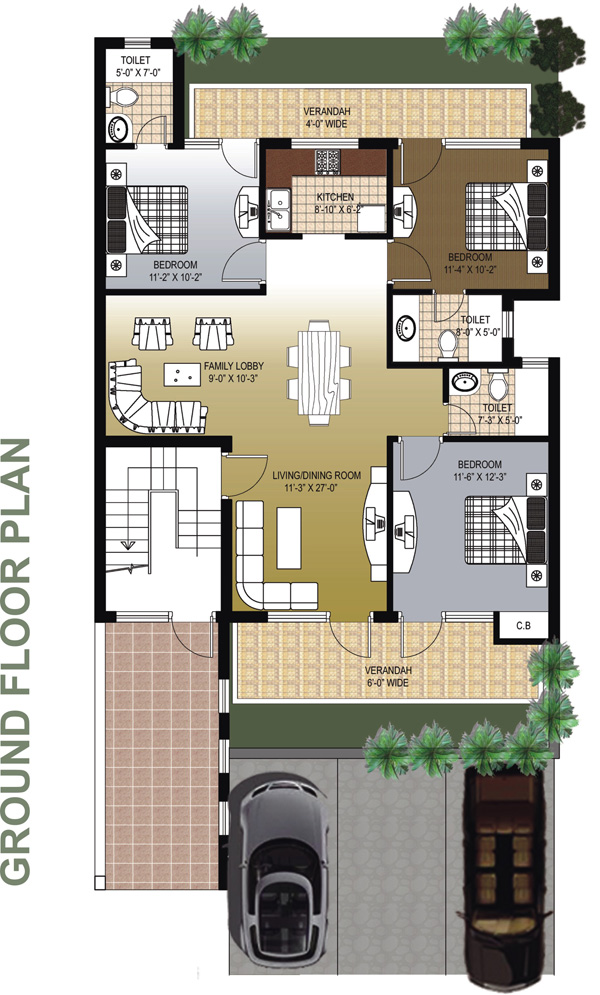 TOILET
5'-0" X 7'-0"
VERANDAH
4'-0" WIDE
KITCHEN
8'-10" X 6'-2"
BEDROOM
11'-2" X 10'-2"
BEDROOM
11'-4" X 10'-2"
TOILET
8'-0" X 5'-0"
FAMILY LOBBY
9'-0" X 10'-3"
TOILET
7'-3" X 5'-0"
LIVING/DINING ROOM
11'-3" X 27'-0"
BEDROOM
11'-6" X 12'-3"
C.B
VERANDAH
6'-0" WIDE
GROUND FLOOR PLAN